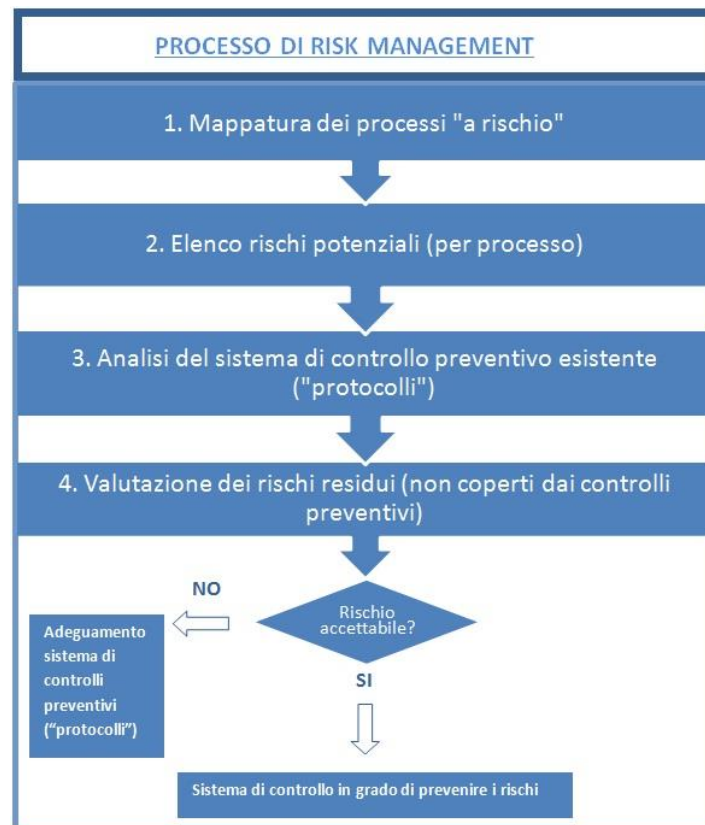 PROCESSO DI RISK MANAGEMENT
1. Mappatura dei processi "a rischio"
2. Elenco rischi potenziali (per processo)
3. Analisi del sistema di controllo preventivo esistente
("protocolli")
4. Valutazione dei rischi residui (non coperti dai controlli
preventivi)
Rischio
accettabile?
NO
Adeguamento
sistema di
controlli
preventivi
(“protocolli”)
SI
Sistema di controllo in grado di prevenire i rischi